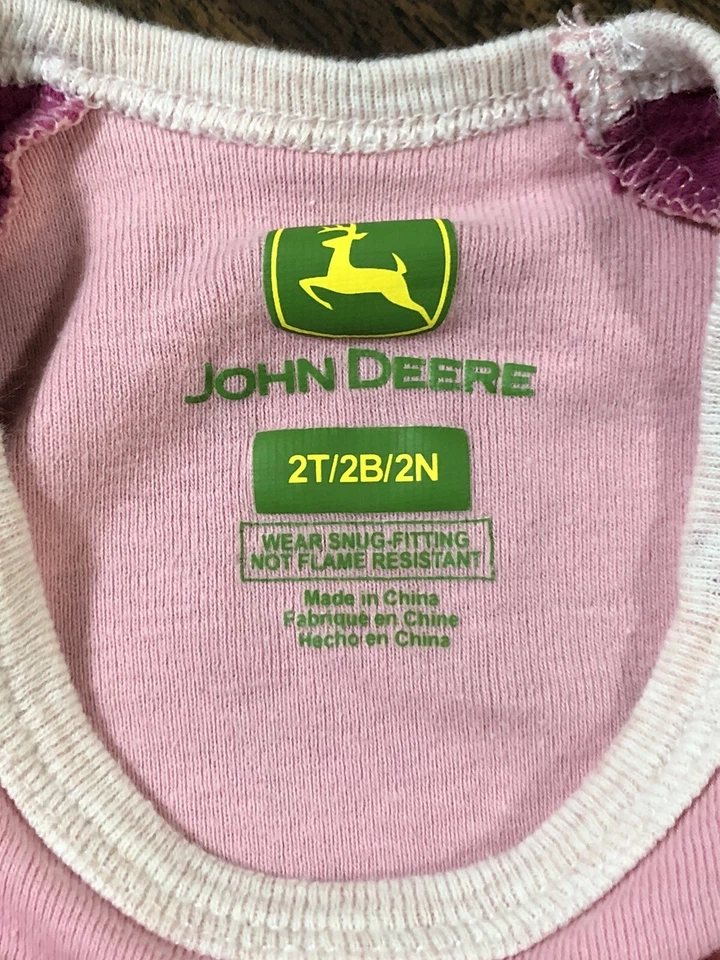 JOHN DEERE
2T/2B/2N
WEAR SNUG-FITTING
NOT FLAME RESISTANT
Made in China
Fabriqué en Chine
Hecho en China